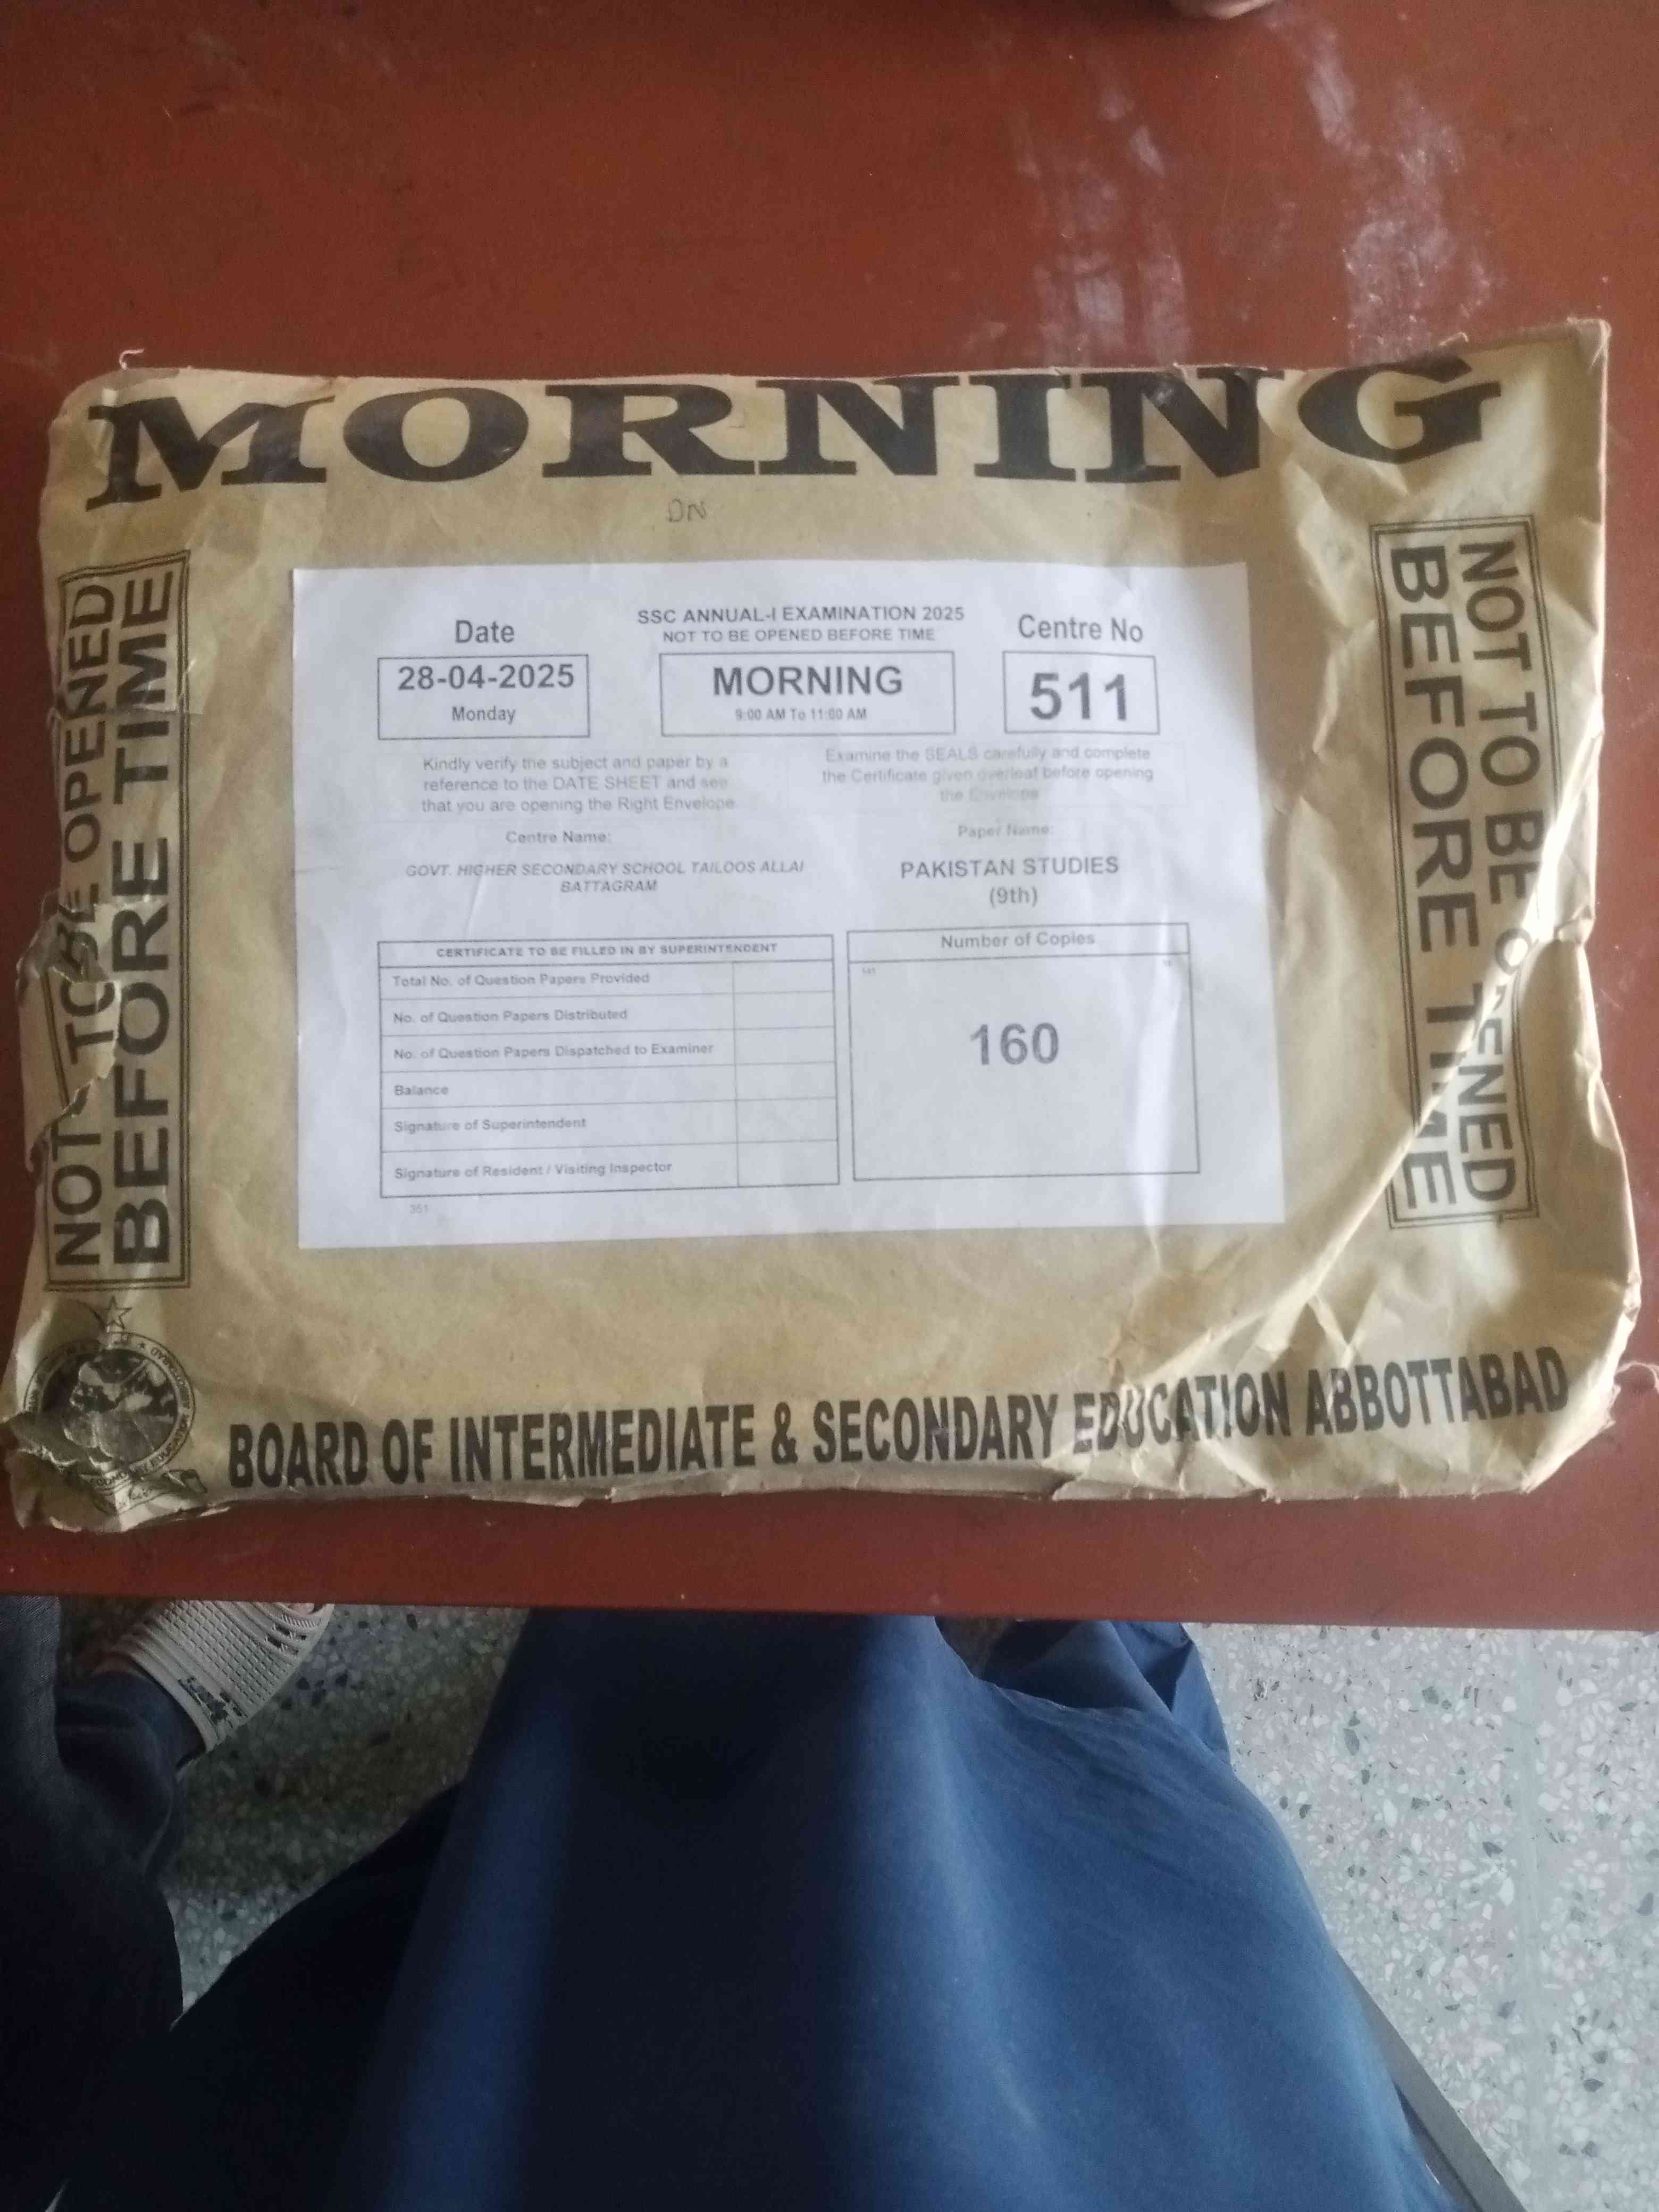 MORNING
DN
NOT TO BE OPENED
BEFORE TIME
SSC ANNUAL-I EXAMINATION 2025
NOT TO BE OPENED BEFORE TIME
Date
28-04-2025
Monday
MORNING
9:00 AM To 11:00 AM
Centre No
511
Kindly verify the subject and paper by a
reference to the DATE SHEET and see
that you are opening the Right Envelope
Examine the SEALS carefully and complete
the Certificate given overleaf before opening
the Envelope
Centre Name:
GOVT. HIGHER SECONDARY SCHOOL TAILOOS ALLAI
BATTAGRAM
Paper Name:
PAKISTAN STUDIES
(9th)
CERTIFICATE TO BE FILLED IN BY SUPERINTENDENT
Total No. of Question Papers Provided
No. of Question Papers Distributed
No. of Question Papers Dispatched to Examiner
Balance
Signature of Superintendent
Signature of Resident / Visiting Inspector
351
Number of Copies
160
NOT TO BE OPENED
BEFORE TIME
BOARD OF INTERMEDIATE & SECONDARY EDUCATION ABBOTTABAD